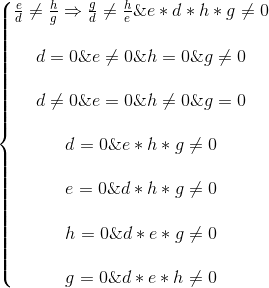 e/d ≠ h/g ⇒ g/d ≠ h/e & e * d * h * g ≠ 0
d = 0 & e ≠ 0 & h = 0 & g ≠ 0
d ≠ 0 & e = 0 & h ≠ 0 & g = 0
d = 0 & e * h * g ≠ 0
e = 0 & d * h * g ≠ 0
h = 0 & d * e * g ≠ 0
g = 0 & d * e * h ≠ 0